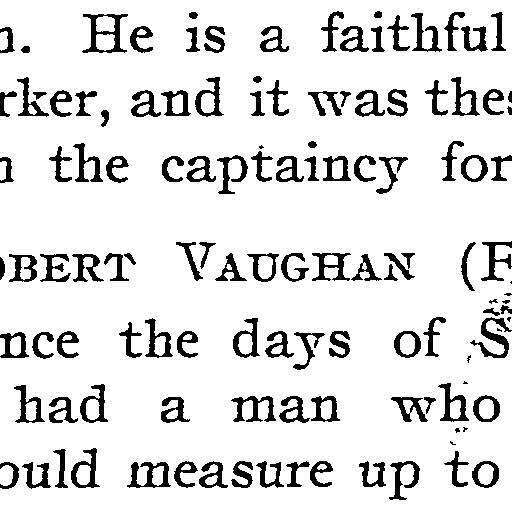 n. He is a faithful
rker, and it was thes
n the captaincy for
OBERT VAUGHAN (F
nce the days of S
had a man who
ould measure up to